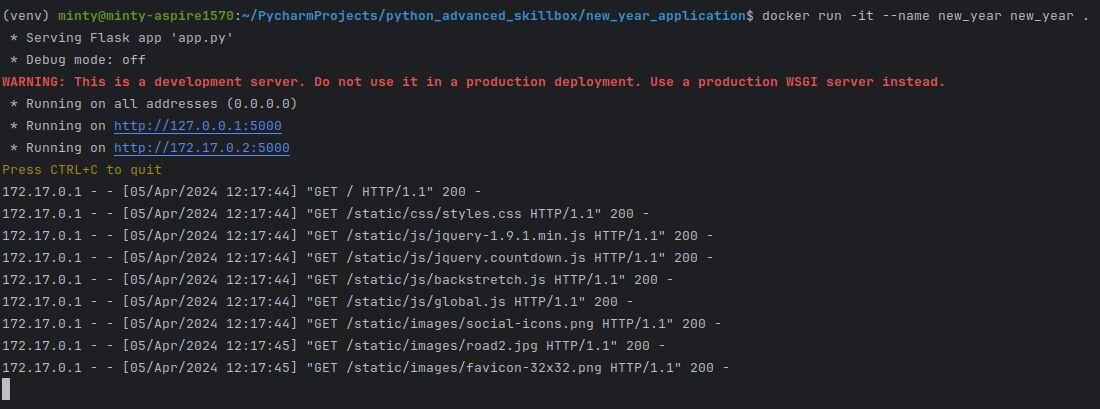 (venv) minty@minty-aspire1570:~/PycharmProjects/python_advanced_skillbox/new_year_application$ docker run -it --name new_year new_year .
 * Serving Flask app 'app.py'
 * Debug mode: off
WARNING: This is a development server. Do not use it in a production deployment. Use a production WSGI server instead.
 * Running on all addresses (0.0.0.0)
 * Running on http://127.0.0.1:5000
 * Running on http://172.17.0.2:5000
Press CTRL+C to quit
172.17.0.1 - - [05/Apr/2024 12:17:44] "GET / HTTP/1.1" 200 -
172.17.0.1 - - [05/Apr/2024 12:17:44] "GET /static/css/styles.css HTTP/1.1" 200 -
172.17.0.1 - - [05/Apr/2024 12:17:44] "GET /static/js/jquery-1.9.1.min.js HTTP/1.1" 200 -
172.17.0.1 - - [05/Apr/2024 12:17:44] "GET /static/js/jquery.countdown.js HTTP/1.1" 200 -
172.17.0.1 - - [05/Apr/2024 12:17:44] "GET /static/js/backstretch.js HTTP/1.1" 200 -
172.17.0.1 - - [05/Apr/2024 12:17:44] "GET /static/js/global.js HTTP/1.1" 200 -
172.17.0.1 - - [05/Apr/2024 12:17:44] "GET /static/images/social-icons.png HTTP/1.1" 200 -
172.17.0.1 - - [05/Apr/2024 12:17:45] "GET /static/images/road2.jpg HTTP/1.1" 200 -
172.17.0.1 - - [05/Apr/2024 12:17:45] "GET /static/images/favicon-32x32.png HTTP/1.1" 200 -